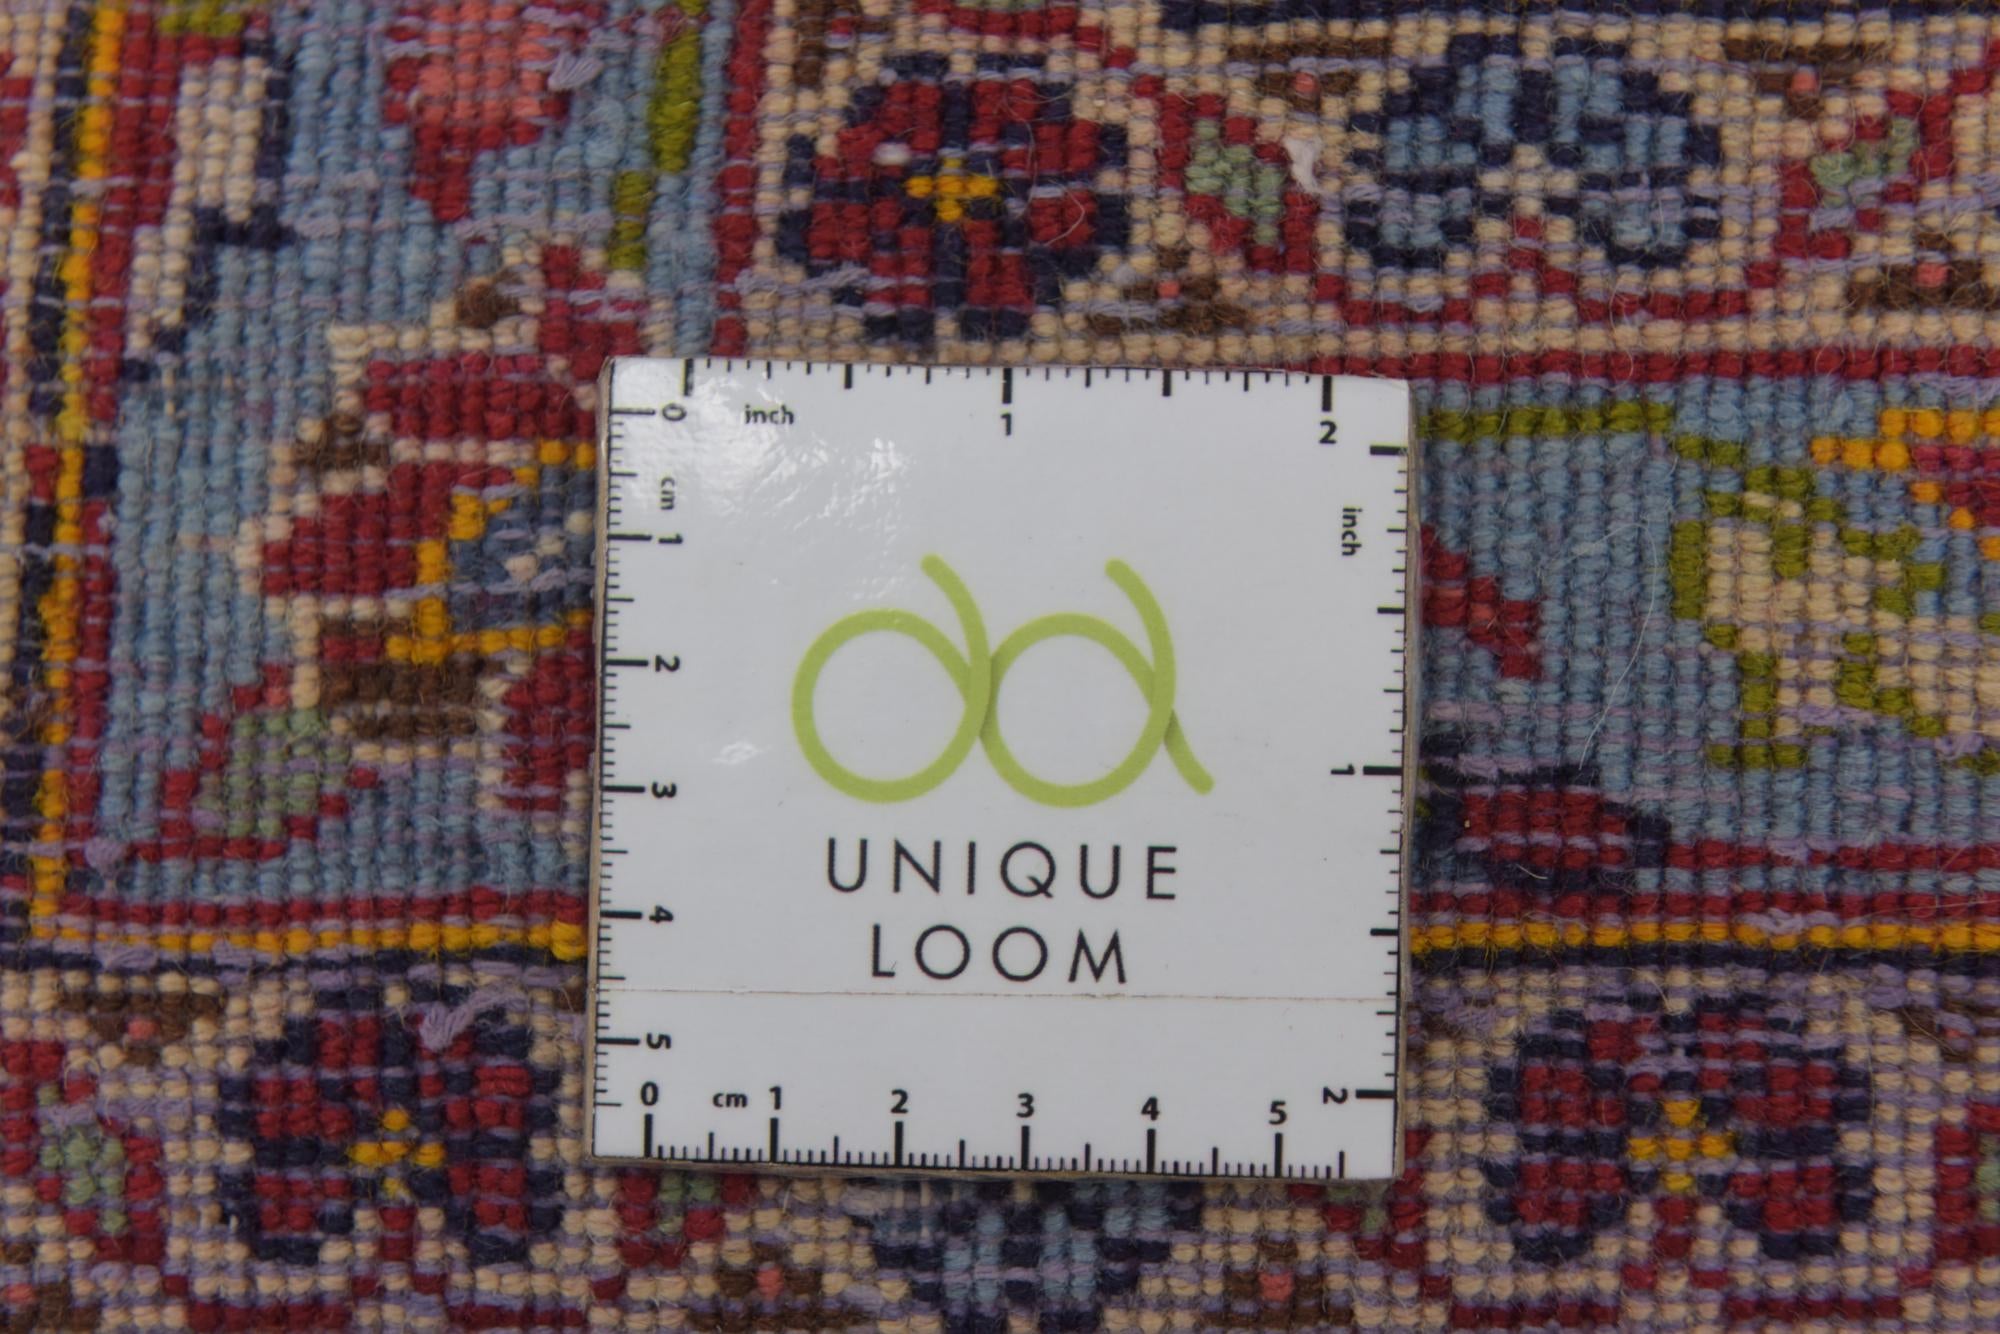 0 inch 1 2
cm 1 2 3 4 5
inch 1 2
UNIQUE
LOOM
0 cm 1 2 3 4 5